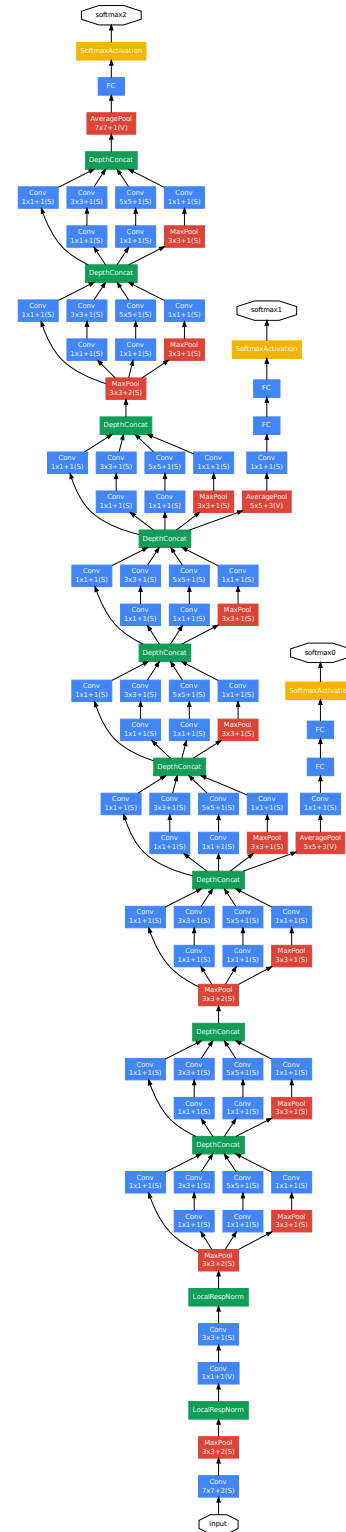 softmax2
SoftmaxActivation
FC
AveragePool
7x7+1(V)
DepthConcat
Conv
1x1+1(S)
Conv
3x3+1(S)
Conv
5x5+1(S)
Conv
1x1+1(S)
Conv
1x1+1(S)
Conv
1x1+1(S)
MaxPool
3x3+1(S)
DepthConcat
Conv
1x1+1(S)
Conv
3x3+1(S)
Conv
5x5+1(S)
Conv
1x1+1(S)
softmax1
Conv
1x1+1(S)
Conv
1x1+1(S)
MaxPool
3x3+1(S)
SoftmaxActivation
MaxPool
3x3+2(S)
FC
DepthConcat
FC
Conv
1x1+1(S)
Conv
3x3+1(S)
Conv
5x5+1(S)
Conv
1x1+1(S)
Conv
1x1+1(S)
Conv
1x1+1(S)
Conv
1x1+1(S)
MaxPool
3x3+1(S)
AveragePool
5x5+3(V)
DepthConcat
Conv
1x1+1(S)
Conv
3x3+1(S)
Conv
5x5+1(S)
Conv
1x1+1(S)
Conv
1x1+1(S)
Conv
1x1+1(S)
MaxPool
3x3+1(S)
DepthConcat
softmax0
Conv
1x1+1(S)
Conv
3x3+1(S)
Conv
5x5+1(S)
Conv
1x1+1(S)
SoftmaxActivatio
Conv
1x1+1(S)
Conv
1x1+1(S)
MaxPool
3x3+1(S)
FC
DepthConcat
FC
Conv
1x1+1(S)
Conv
3x3+1(S)
Conv
5x5+1(S)
Conv
1x1+1(S)
Conv
1x1+1(S)
Conv
1x1+1(S)
Conv
1x1+1(S)
MaxPool
3x3+1(S)
AveragePool
5x5+3(V)
DepthConcat
Conv
1x1+1(S)
Conv
3x3+1(S)
Conv
5x5+1(S)
Conv
1x1+1(S)
Conv
1x1+1(S)
Conv
1x1+1(S)
MaxPool
3x3+1(S)
MaxPool
3x3+2(S)
DepthConcat
Conv
1x1+1(S)
Conv
3x3+1(S)
Conv
5x5+1(S)
Conv
1x1+1(S)
Conv
1x1+1(S)
Conv
1x1+1(S)
MaxPool
3x3+1(S)
DepthConcat
Conv
1x1+1(S)
Conv
3x3+1(S)
Conv
5x5+1(S)
Conv
1x1+1(S)
Conv
1x1+1(S)
Conv
1x1+1(S)
MaxPool
3x3+1(S)
MaxPool
3x3+2(S)
LocalRespNorm
Conv
3x3+1(S)
Conv
1x1+1(V)
LocalRespNorm
MaxPool
3x3+2(S)
Conv
7x7+2(S)
input